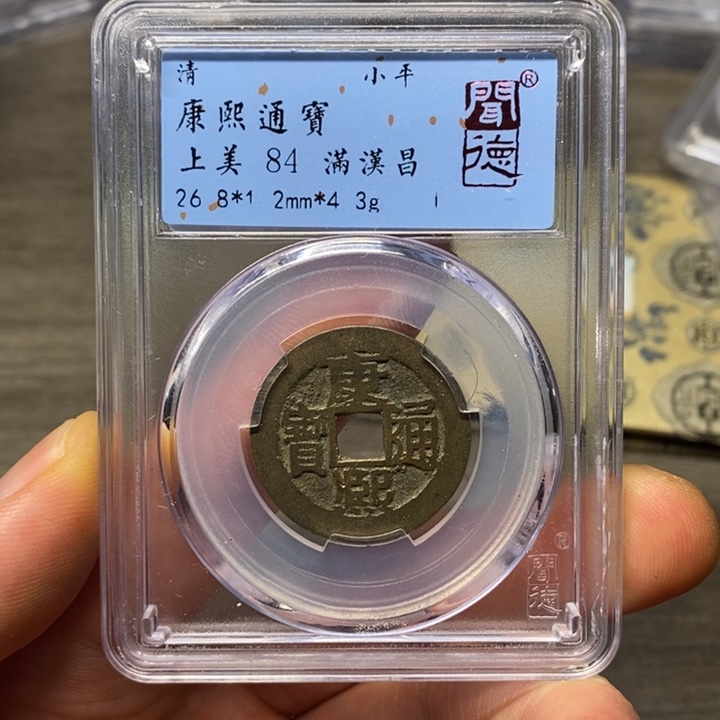 清 小平
康熙通寶
上美 84 滿漢昌
26 8*1 2mm*4 3g
聞德®
康熙通寶
聞德®